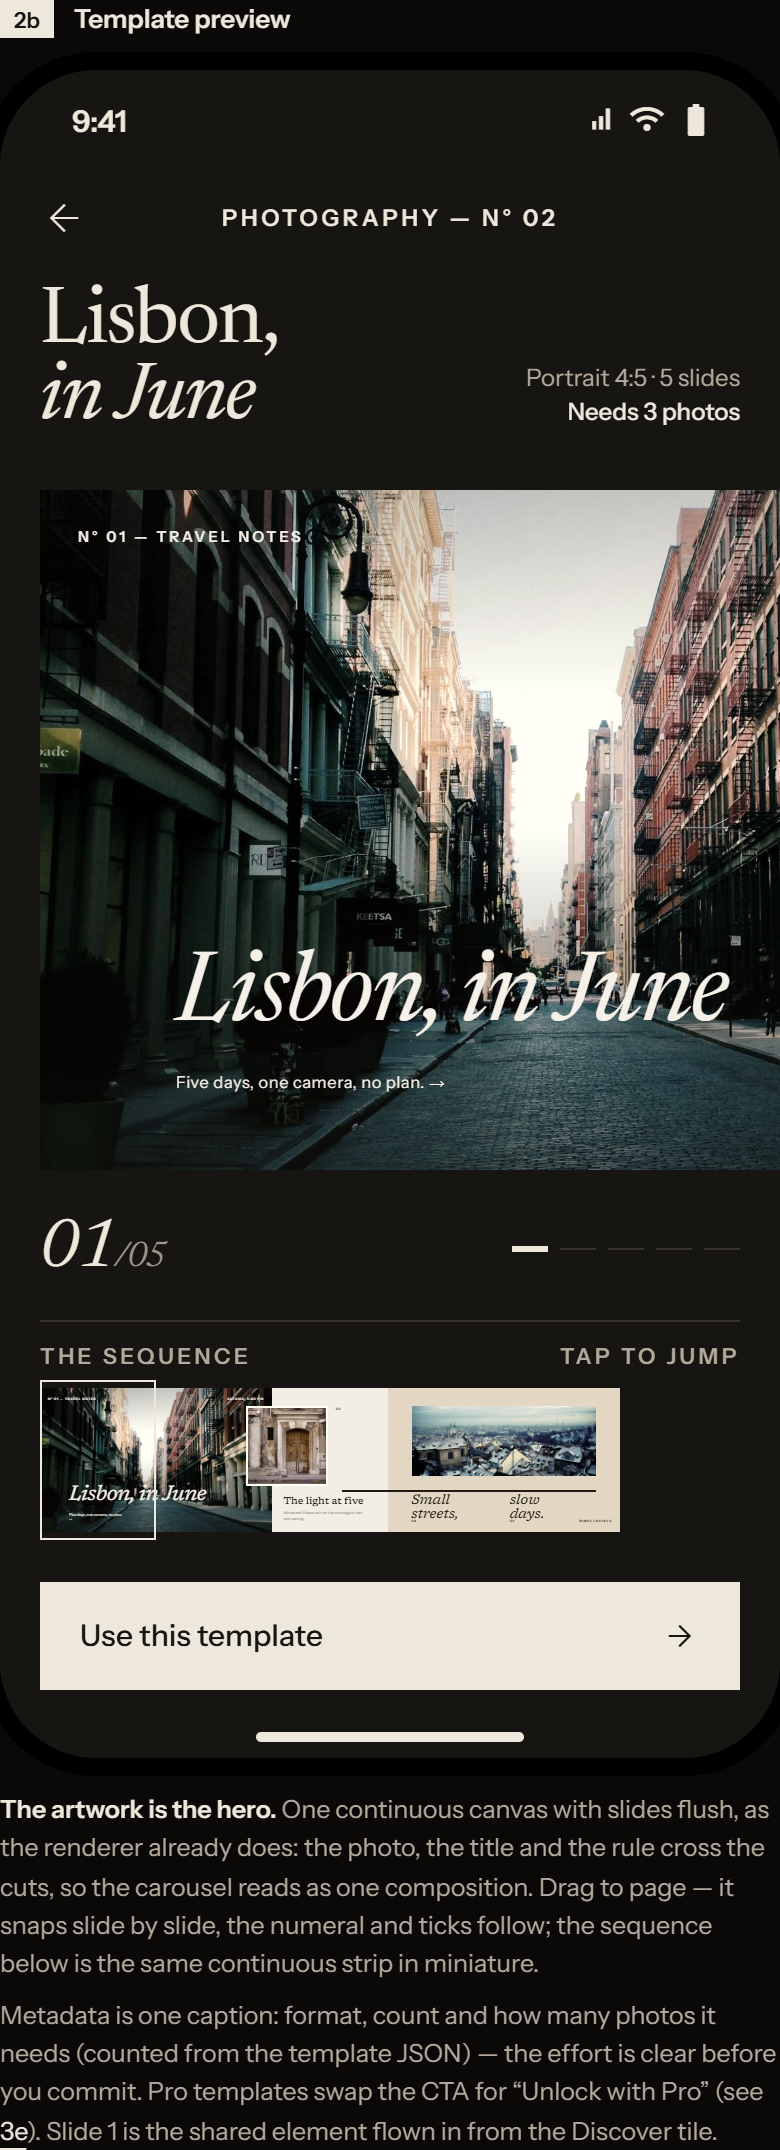 2b Template preview
9:41
PHOTOGRAPHY — N° 02
Lisbon,
in June
Portrait 4:5 · 5 slides
Needs 3 photos
N° 01 — TRAVEL NOTES
KEETSA
Lisbon, in June
Five days, one camera, no plan. →
01/05
THE SEQUENCE
TAP TO JUMP
Lisbon, in June
The light at five
Small
streets,
slow
days.
Use this template →
The artwork is the hero. One continuous canvas with slides flush, as
the renderer already does: the photo, the title and the rule cross the
cuts, so the carousel reads as one composition. Drag to page — it
snaps slide by slide, the numeral and ticks follow; the sequence
below is the same continuous strip in miniature.
Metadata is one caption: format, count and how many photos it
needs (counted from the template JSON) — the effort is clear before
you commit. Pro templates swap the CTA for “Unlock with Pro” (see
3e). Slide 1 is the shared element flown in from the Discover tile.